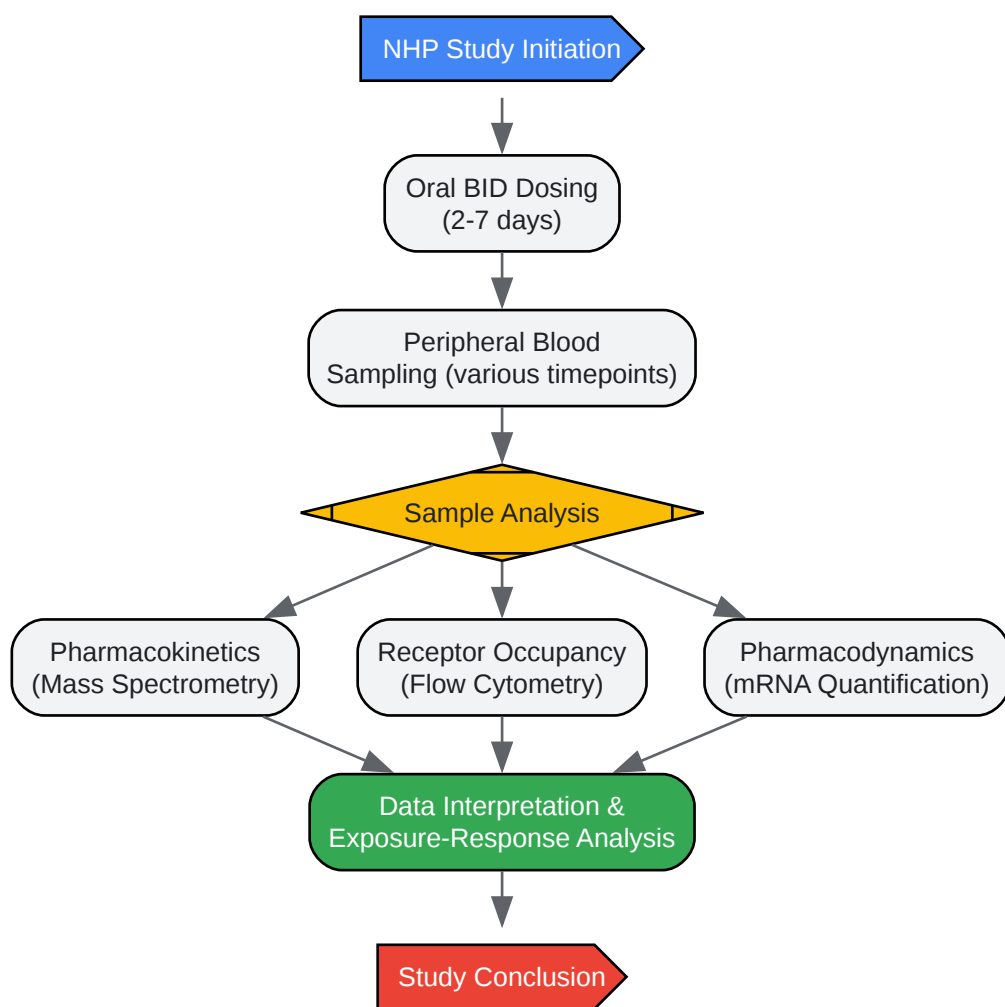 NHP Study Initiation
Oral BID Dosing
(2-7 days)
Peripheral Blood
Sampling (various timepoints)
Sample Analysis
Pharmacokinetics
(Mass Spectrometry)
Receptor Occupancy
(Flow Cytometry)
Pharmacodynamics
(mRNA Quantification)
Data Interpretation &
Exposure-Response Analysis
Study Conclusion